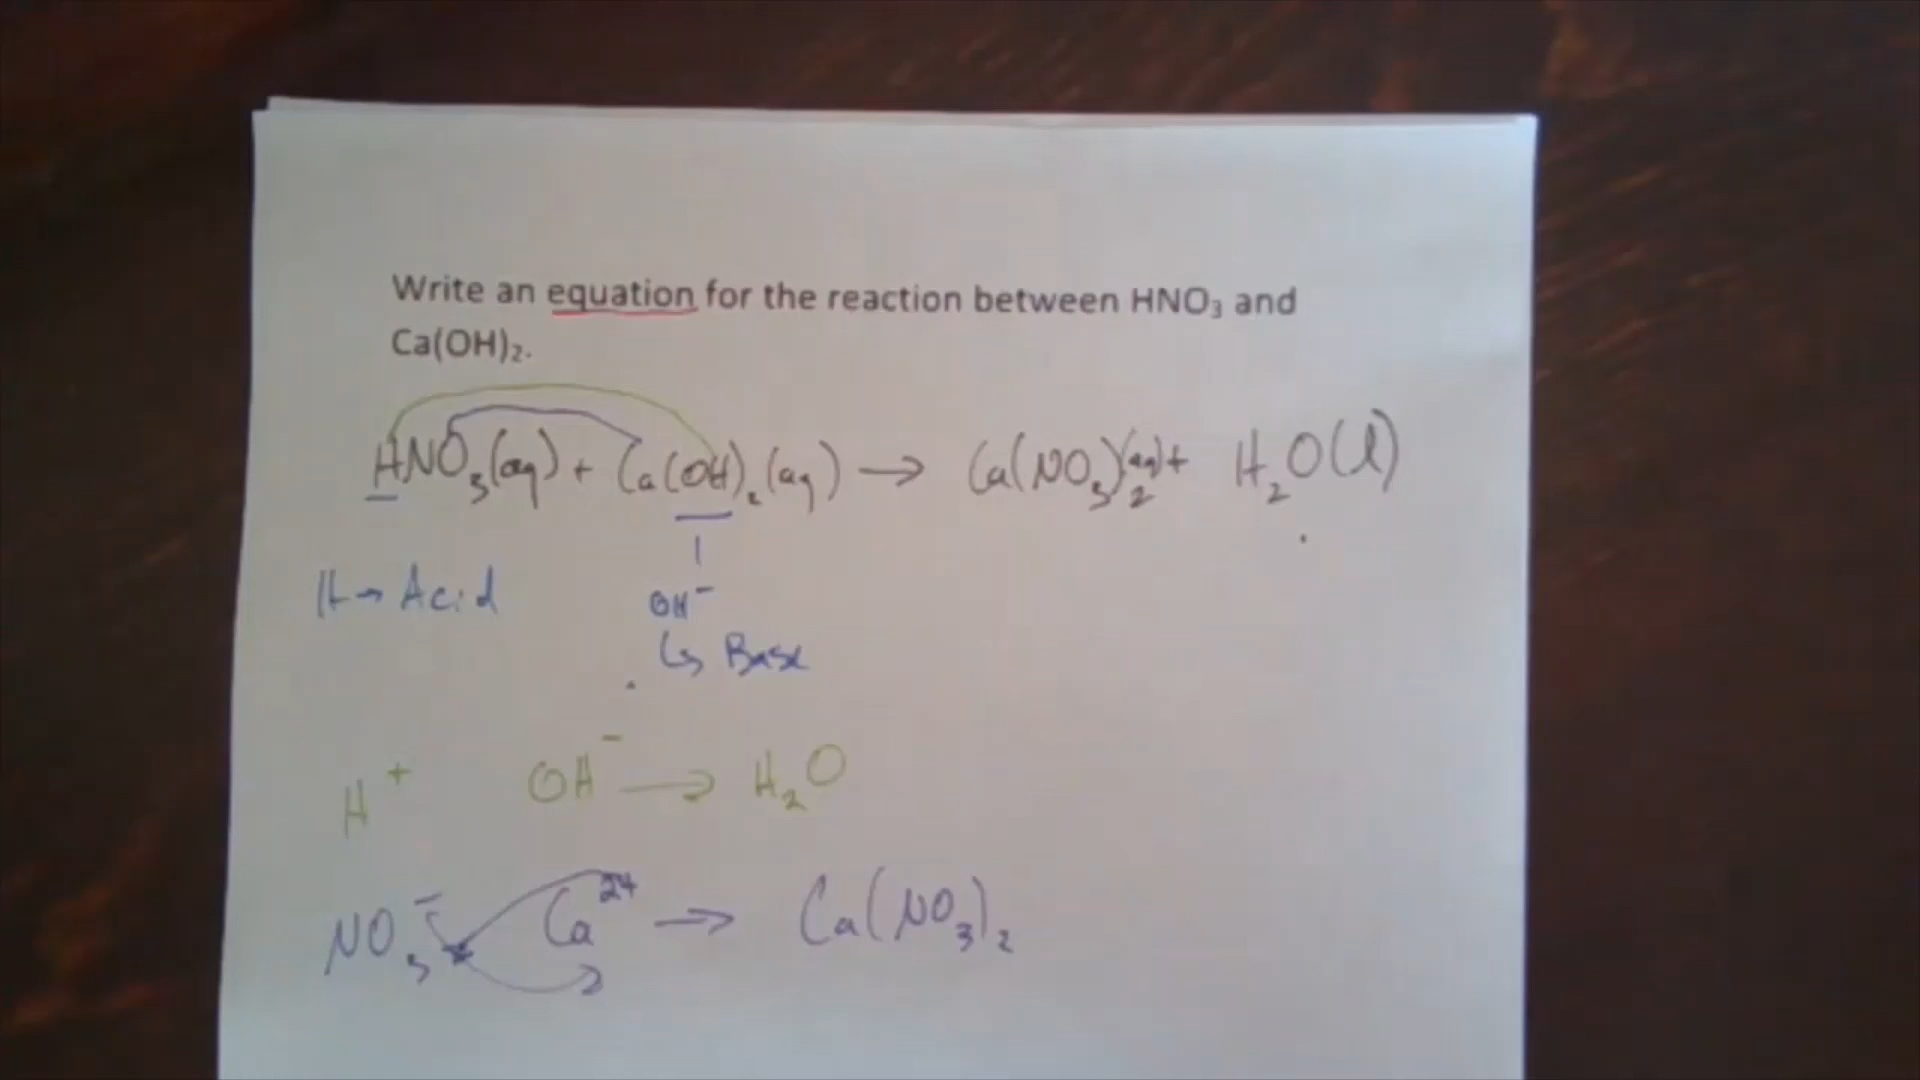 Write an equation for the reaction between HNO₃ and
Ca(OH)₂.
HNO₃(aq) + Ca(OH)₂(aq) → Ca(NO₃)₂(aq) + H₂O(l)
H → Acid
OH⁻
↳ Base
H⁺ OH⁻ → H₂O
NO₃⁻ Ca²⁺ → Ca(NO₃)₂